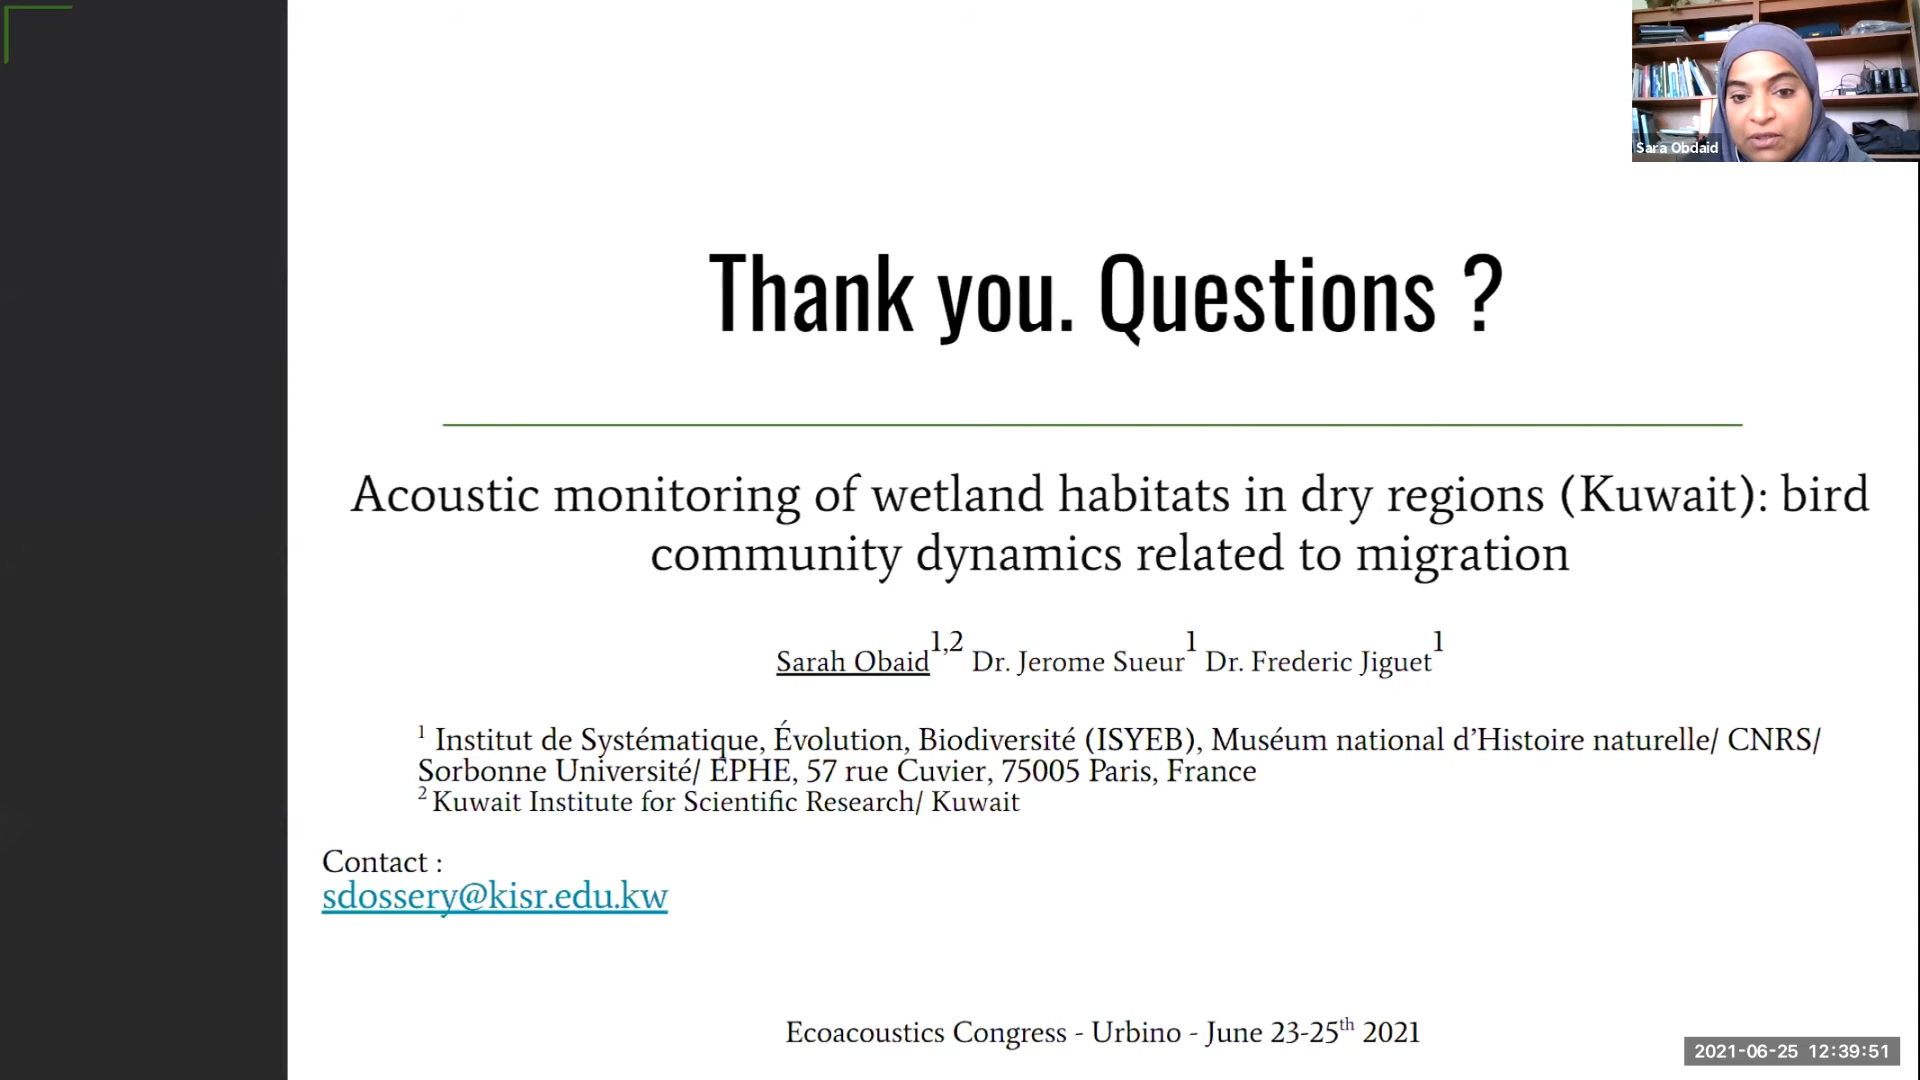 Sara Obdaid
Thank you. Questions ?
Acoustic monitoring of wetland habitats in dry regions (Kuwait): bird
community dynamics related to migration
Sarah Obaid1,2 Dr. Jerome Sueur1 Dr. Frederic Jiguet1
1 Institut de Systématique, Évolution, Biodiversité (ISYEB), Muséum national d’Histoire naturelle/ CNRS/
Sorbonne Université/ EPHE, 57 rue Cuvier, 75005 Paris, France
2 Kuwait Institute for Scientific Research/ Kuwait
Contact :
sdossery@kisr.edu.kw
Ecoacoustics Congress - Urbino - June 23-25th 2021
2021-06-25 12:39:51